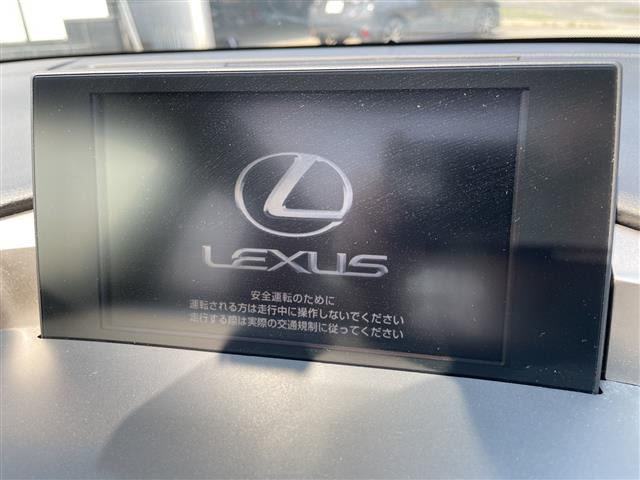 LEXUS
安全運転のために
運転される方は走行中に操作しないでください
走行する際は実際の交通規制に従ってください